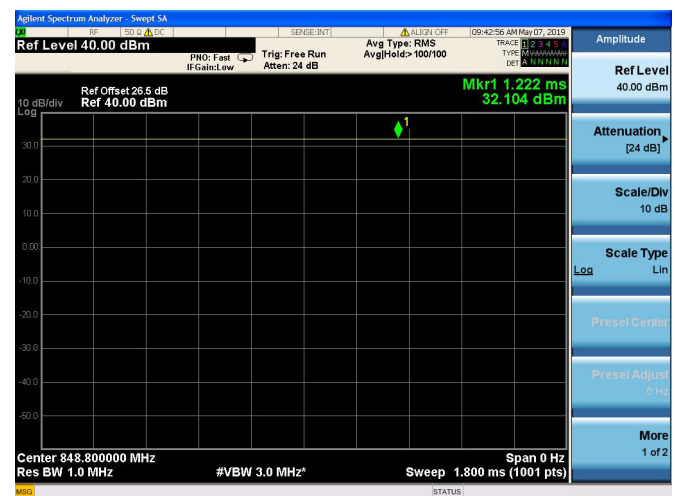 Agilent Spectrum Analyzer - Swept SA
RF 50 Ω DC SENSE:INT ALIGN OFF 09:42:56 AM May 07, 2019
Ref Level 40.00 dBm
PNO: Fast
IFGain:Low
Trig: Free Run
Atten: 24 dB
Avg Type: RMS
Avg|Hold:>100/100
TRACE 1 2 3 4 5 6
TYPE
DET A N N N N N
Ref Offset 26.5 dB
Ref 40.00 dBm
Mkr1 1.222 ms
32.104 dBm
10 dB/div
Log
1
30.0
20.0
10.0
0.00
-10.0
-20.0
-30.0
-40.0
-50.0
Center 848.800000 MHz
Span 0 Hz
Res BW 1.0 MHz #VBW 3.0 MHz* Sweep 1.800 ms (1001 pts)
MSG STATUS
Amplitude
Ref Level
40.00 dBm
Attenuation
[24 dB]
Scale/Div
10 dB
Scale Type
Log Lin
Presel Center
Presel Adjust
0 Hz
More
1 of 2